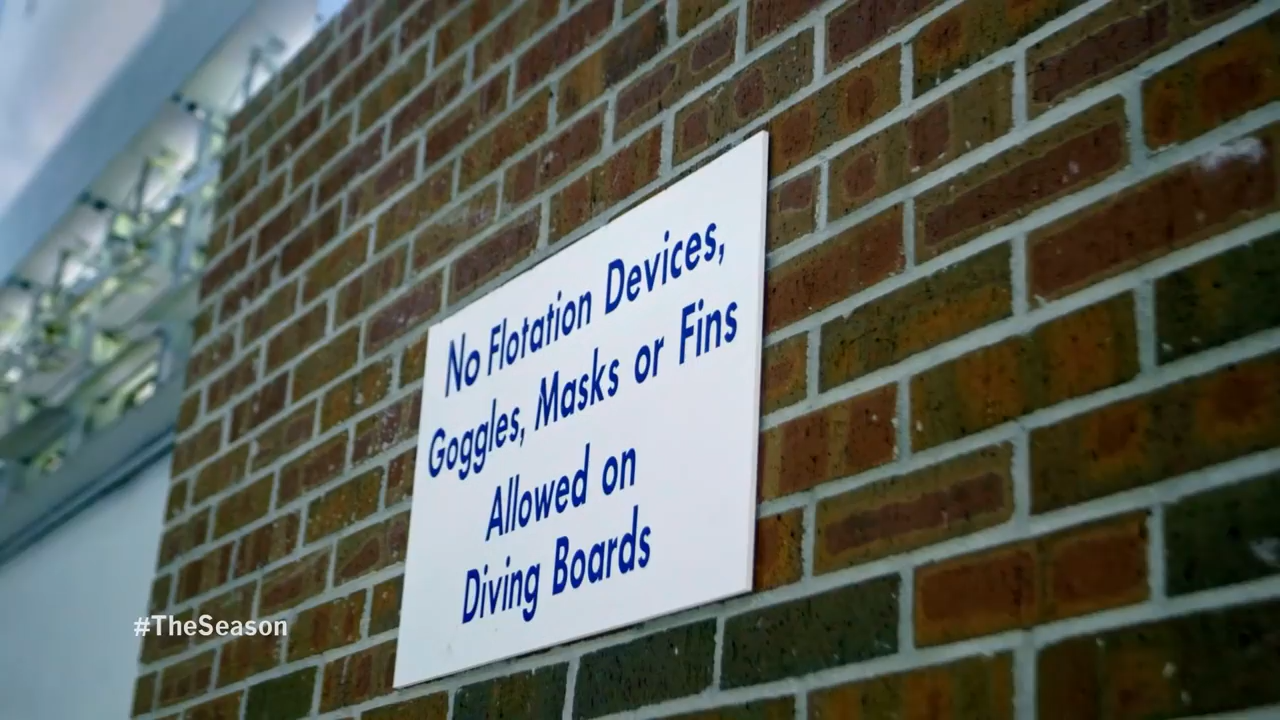 No Flotation Devices,
Goggles, Masks or Fins
Allowed on
Diving Boards
#TheSeason